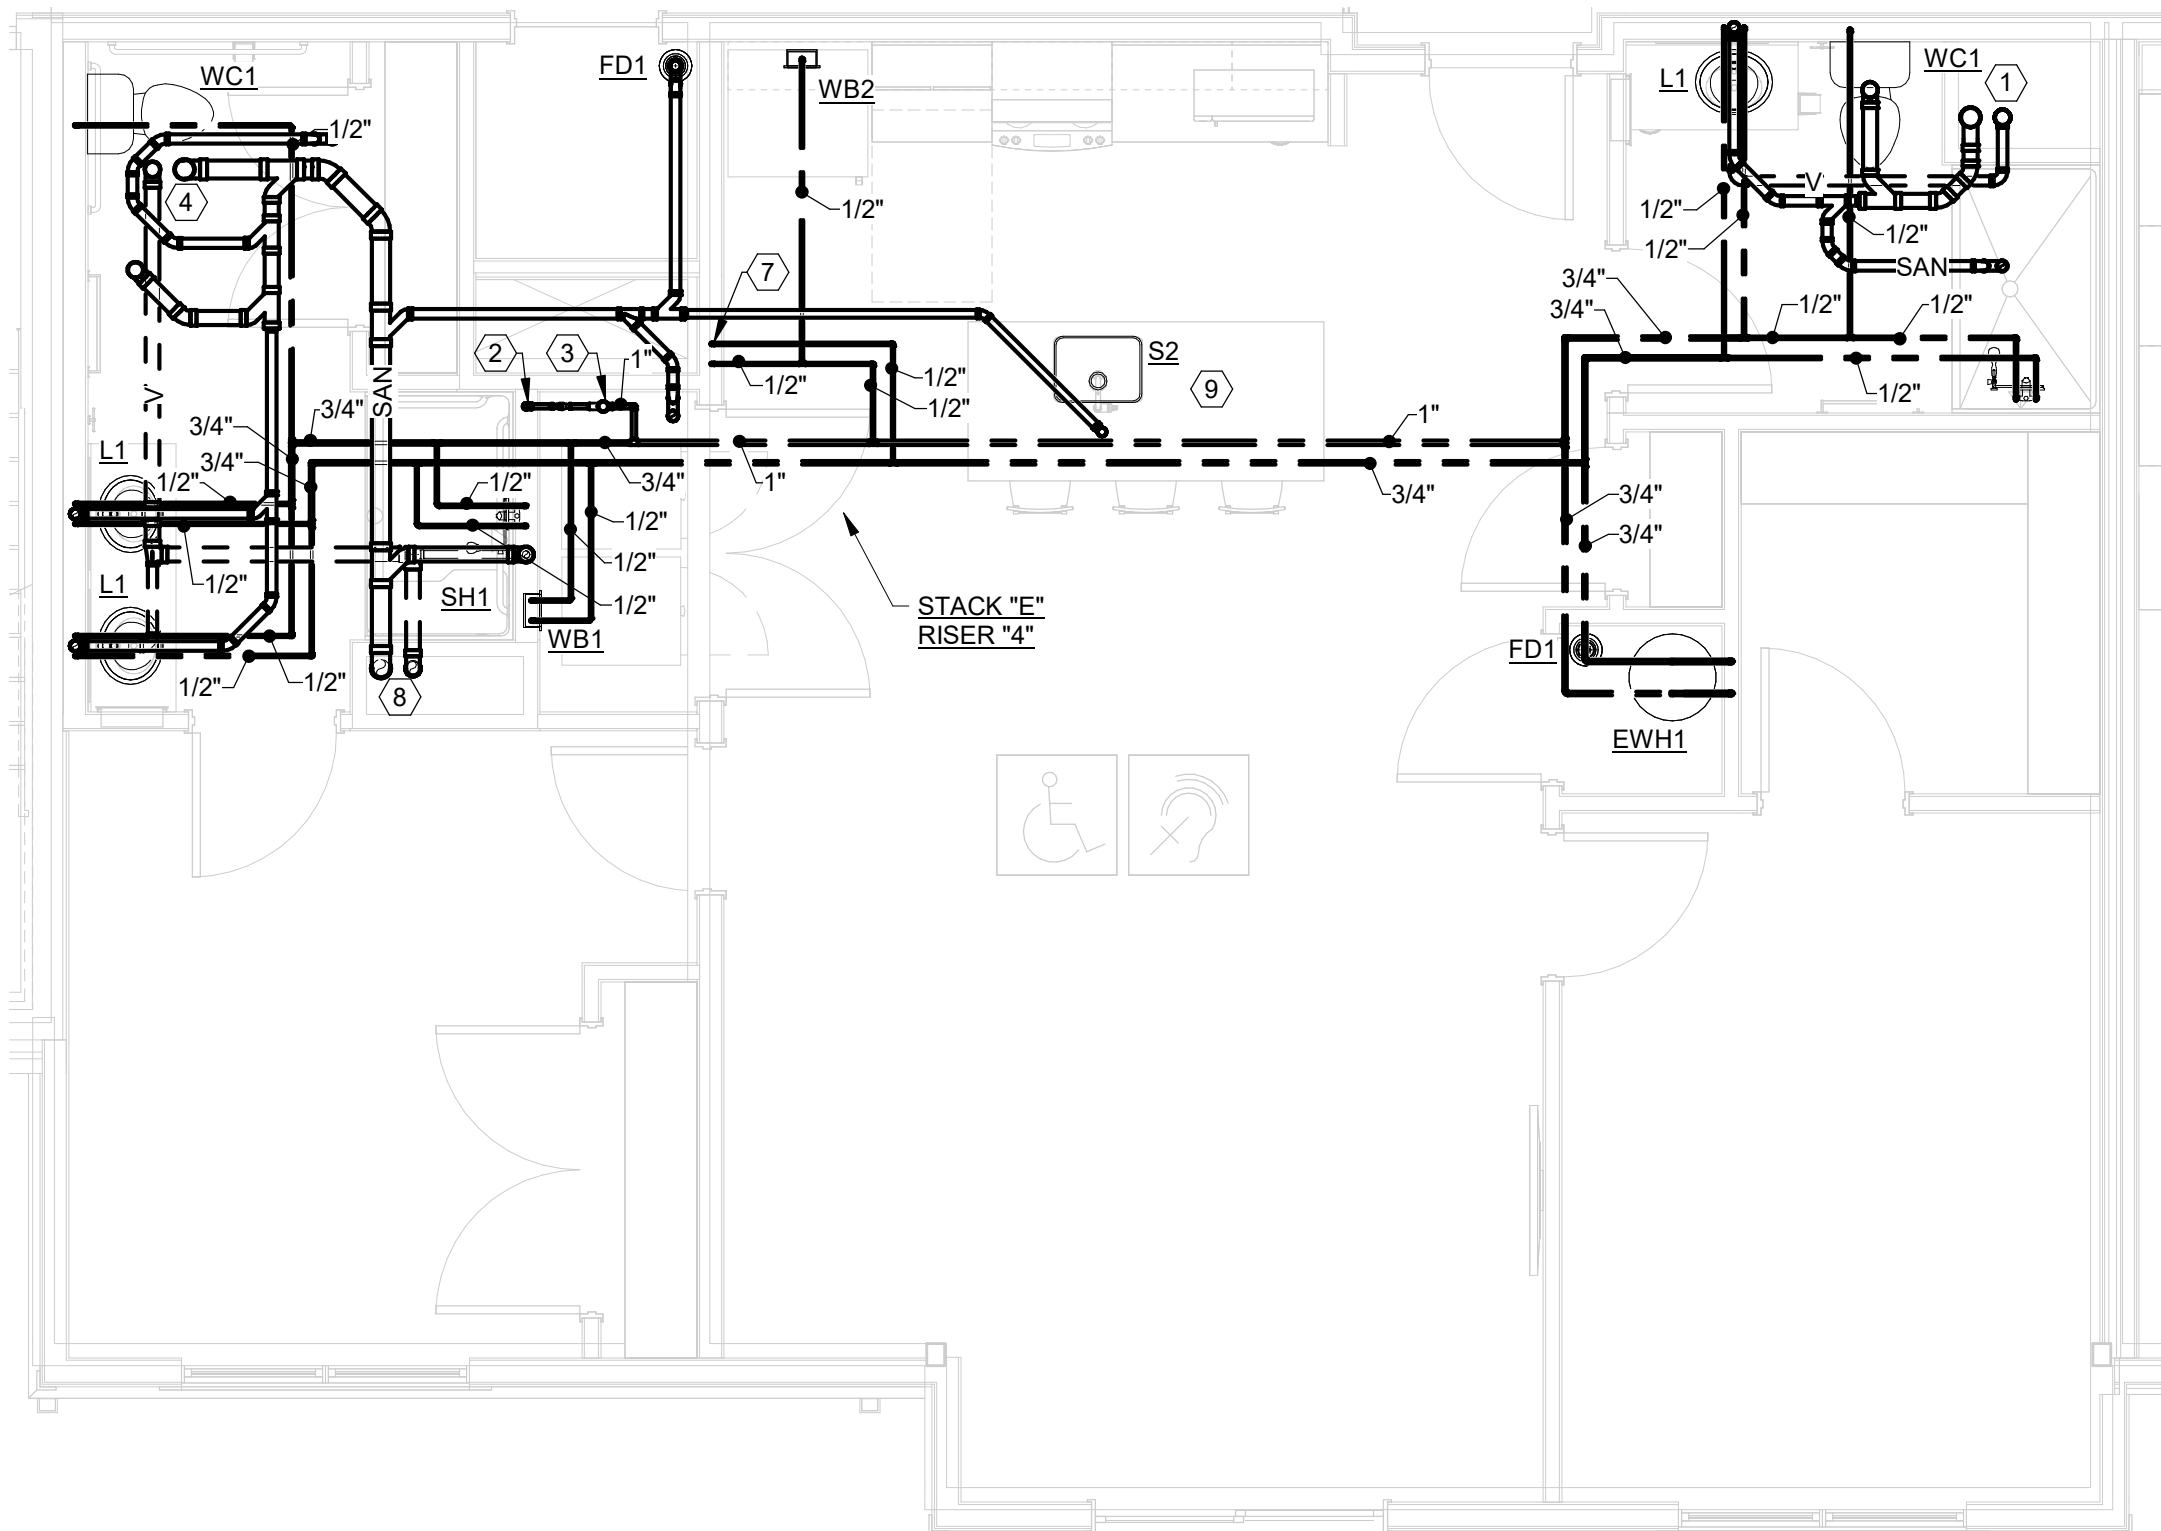 WC1
FD1
WB2
L1
WC1
1
1/2"
4
1/2"
V
1/2"
1/2"
1/2"
SAN
7
3/4"
3/4"
1/2"
1/2"
2
3
1"
S2
9
1/2"
1/2"
1/2"
1/2"
V
SAN
3/4"
3/4"
3/4"
1"
L1
1/2"
1/2"
3/4"
1"
3/4"
3/4"
3/4"
1/2"
1/2"
1/2"
L1
SH1
1/2"
WB1
STACK "E"
RISER "4"
FD1
1/2"
1/2"
8
EWH1